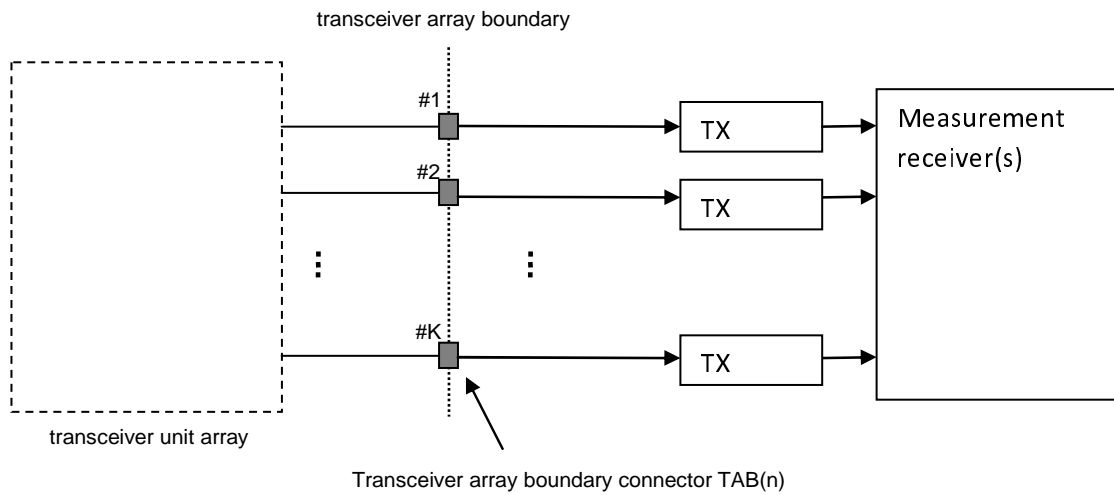 transceiver array boundary
#1
TX
Measurement
receiver(s)
#2
TX
#K
TX
transceiver unit array
Transceiver array boundary connector TAB(n)